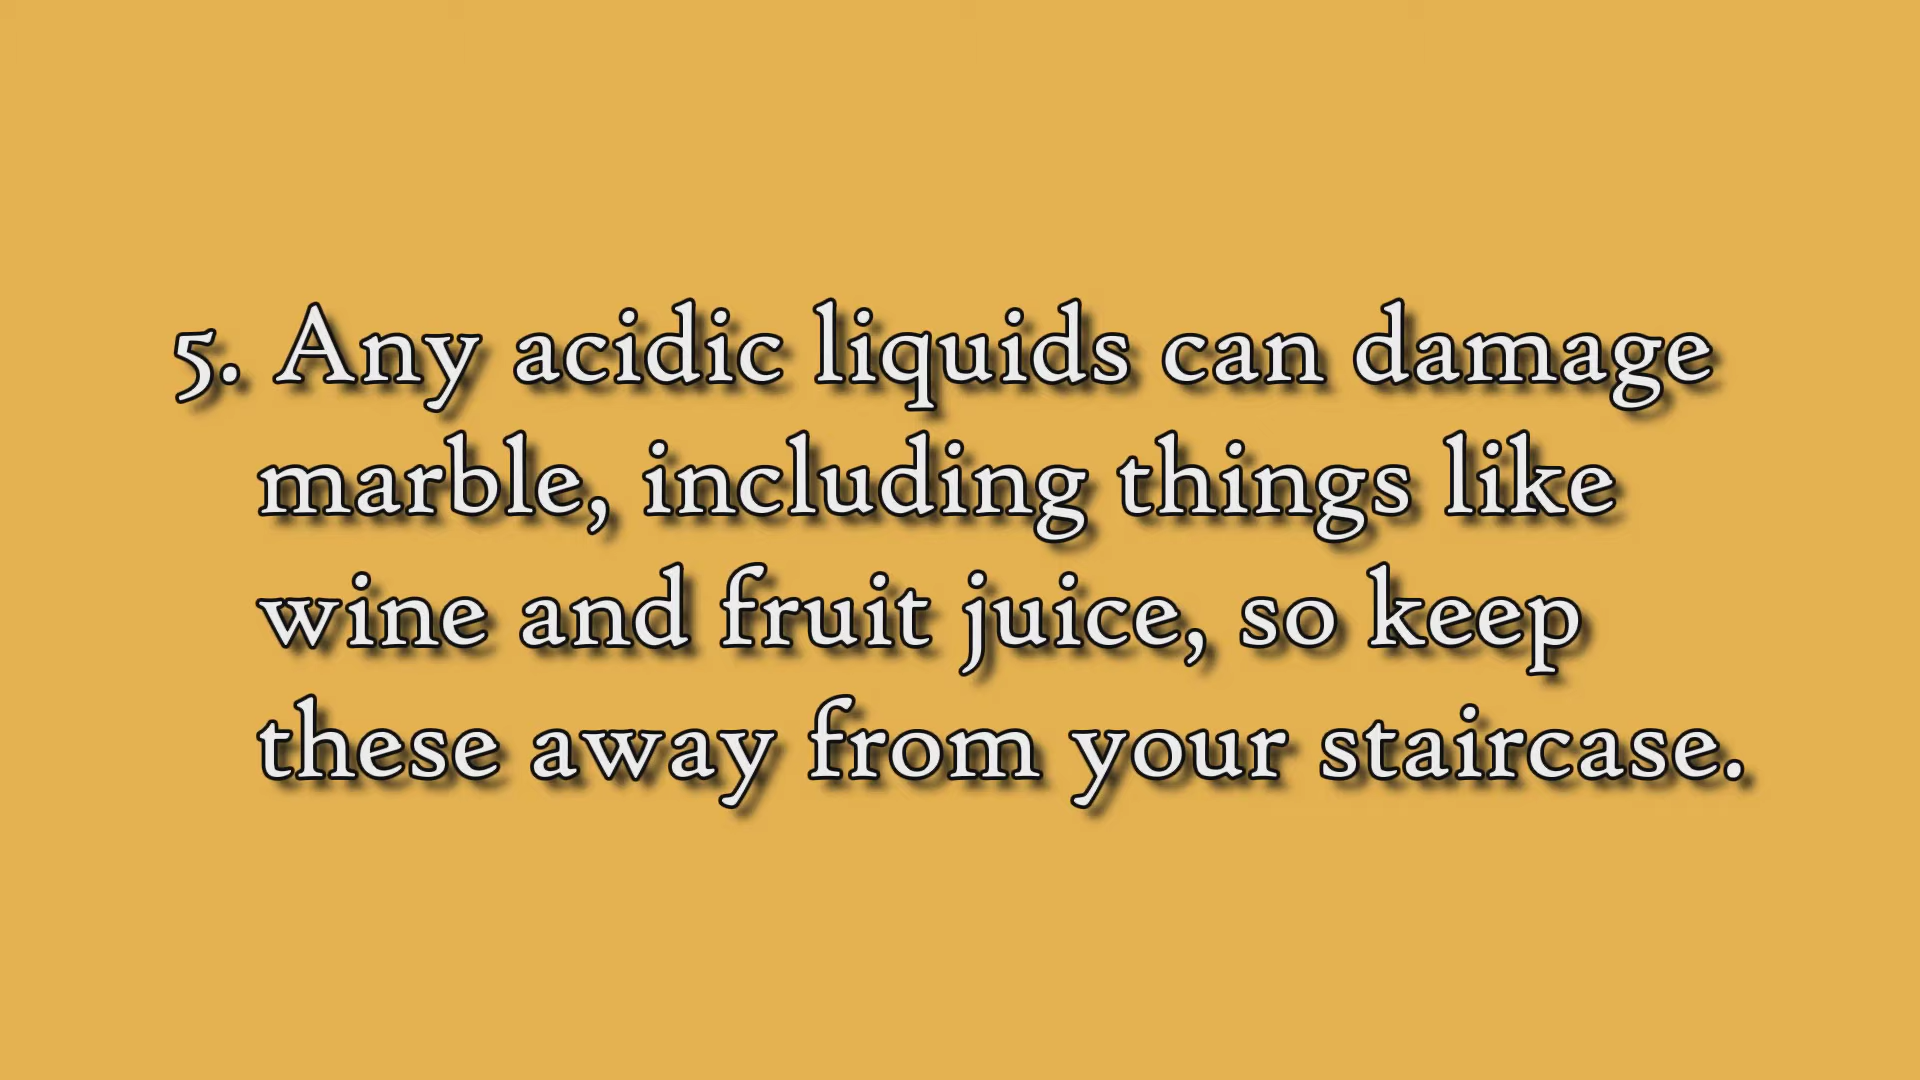 5. Any acidic liquids can damage
marble, including things like
wine and fruit juice, so keep
these away from your staircase.